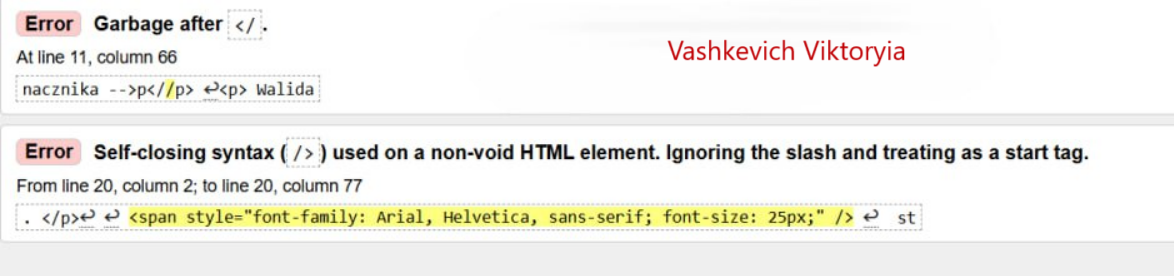 Error Garbage after </.
Vashkevich Viktoryia
At line 11, column 66
nacznika -->p<//p> ↩<p> Walida
Error Self-closing syntax (/>) used on a non-void HTML element. Ignoring the slash and treating as a start tag.
From line 20, column 2; to line 20, column 77
. </p>↩ ↩ <span style="font-family: Arial, Helvetica, sans-serif; font-size: 25px;" /> ↩ st